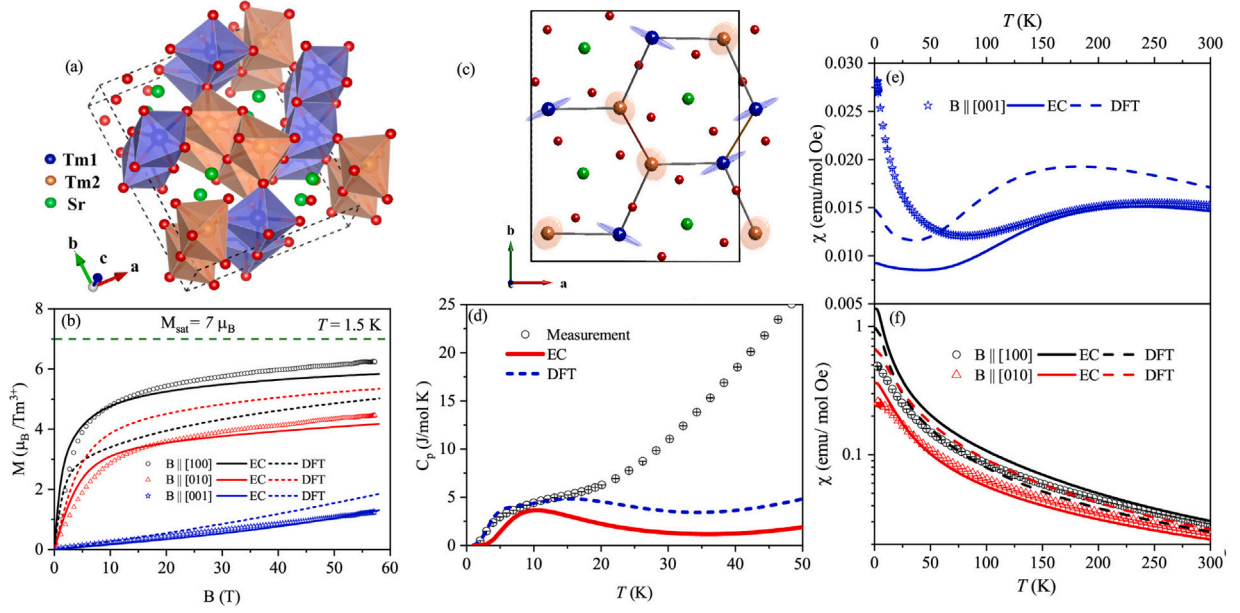 (a)
Tm1
Tm2
Sr
b
c
a
(c)
b
c
a
(b)
M_sat = 7 μ_B
T = 1.5 K
8
6
4
2
0
M (μ_B /Tm³⁺)
B || [100] EC DFT
B || [010] EC DFT
B || [001] EC DFT
0 10 20 30 40 50 60
B (T)
(d)
25
20
15
10
5
0
C_p (J/mol K)
Measurement
EC
DFT
0 10 20 30 40 50
T (K)
T (K)
0 50 100 150 200 250 300
(e)
0.030
0.025
0.020
0.015
0.010
0.005
χ (emu/mol Oe)
B || [001] EC DFT
(f)
1
0.1
χ (emu/ mol Oe)
B || [100] EC DFT
B || [010] EC DFT
0 50 100 150 200 250 300
T (K)